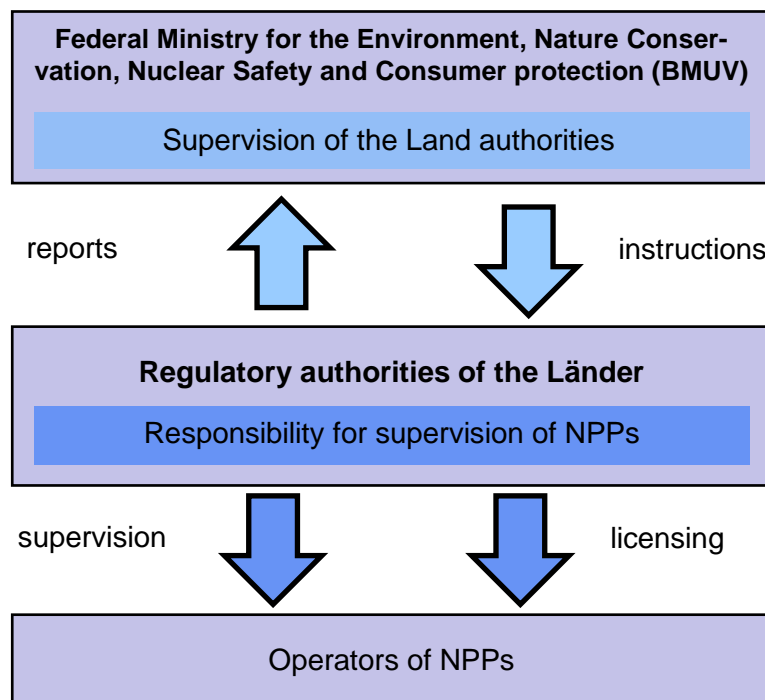 Federal Ministry for the Environment, Nature Conser-
vation, Nuclear Safety and Consumer protection (BMUV)
Supervision of the Land authorities
reports
instructions
Regulatory authorities of the Länder
Responsibility for supervision of NPPs
supervision
licensing
Operators of NPPs